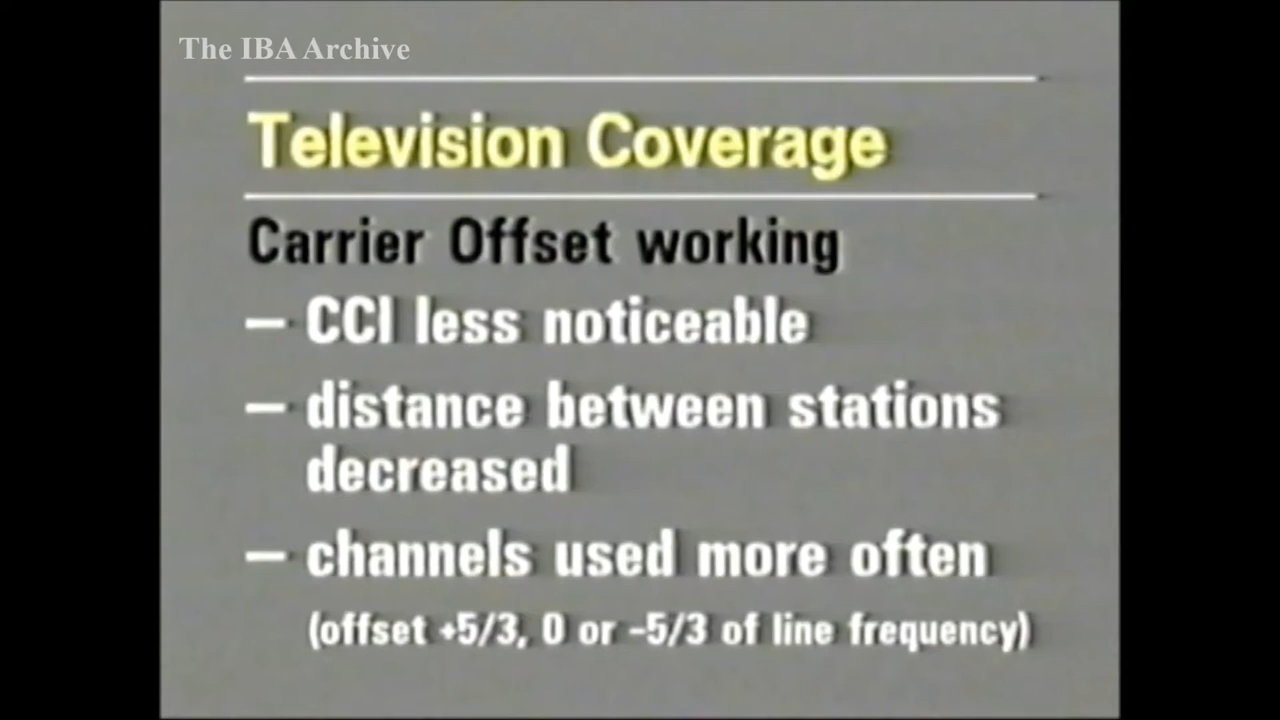 The IBA Archive
Television Coverage
Carrier Offset working
– CCI less noticeable
– distance between stations
decreased
– channels used more often
(offset +5/3, 0 or -5/3 of line frequency)